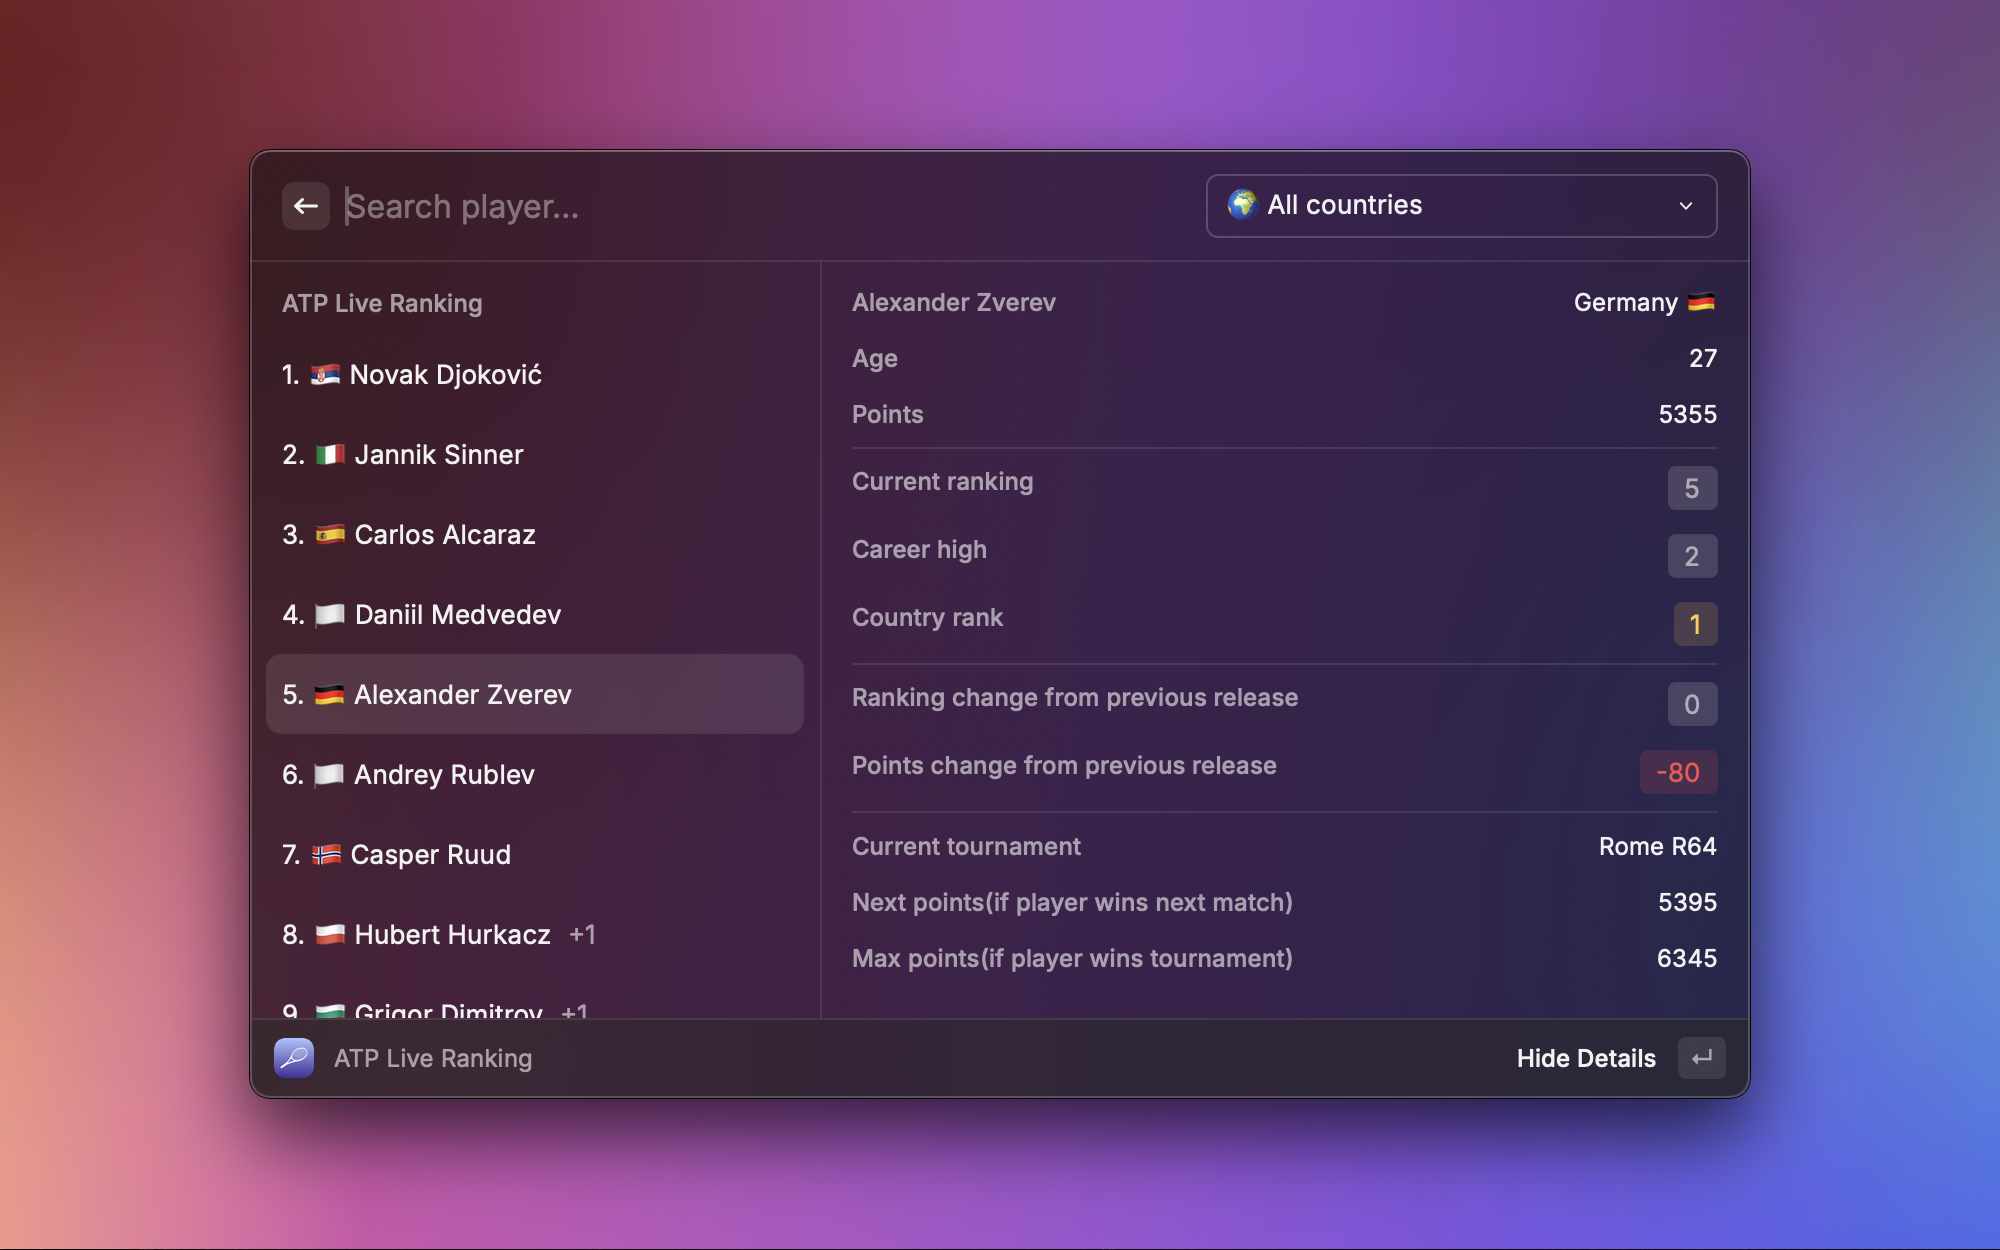 Search player...
🌍 All countries
ATP Live Ranking
1. 🇷🇸 Novak Djoković
2. 🇮🇹 Jannik Sinner
3. 🇪🇸 Carlos Alcaraz
4. 🏳️ Daniil Medvedev
5. 🇩🇪 Alexander Zverev
6. 🏳️ Andrey Rublev
7. 🇳🇴 Casper Ruud
8. 🇵🇱 Hubert Hurkacz +1
9. 🇧🇬 Grigor Dimitrov +1
Alexander Zverev Germany 🇩🇪
Age 27
Points 5355
Current ranking 5
Career high 2
Country rank 1
Ranking change from previous release 0
Points change from previous release -80
Current tournament Rome R64
Next points(if player wins next match) 5395
Max points(if player wins tournament) 6345
ATP Live Ranking
Hide Details